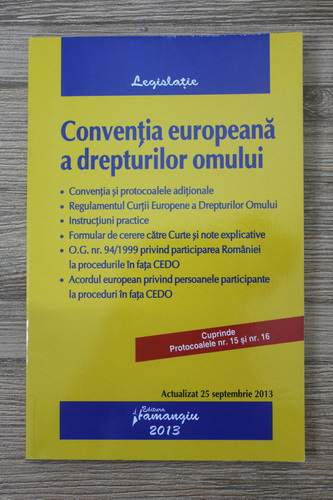 Legislație
Convenția europeană
a drepturilor omului
• Convenția și protocoalele adiționale
• Regulamentul Curții Europene a Drepturilor Omului
• Instrucțiuni practice
• Formular de cerere către Curte și note explicative
• O.G. nr. 94/1999 privind participarea României
la procedurile în fața CEDO
• Acordul european privind persoanele participante
la proceduri în fața CEDO
Cuprinde
Protocoalele nr. 15 și nr. 16
Actualizat 25 septembrie 2013
Editura
Hamangiu
2013